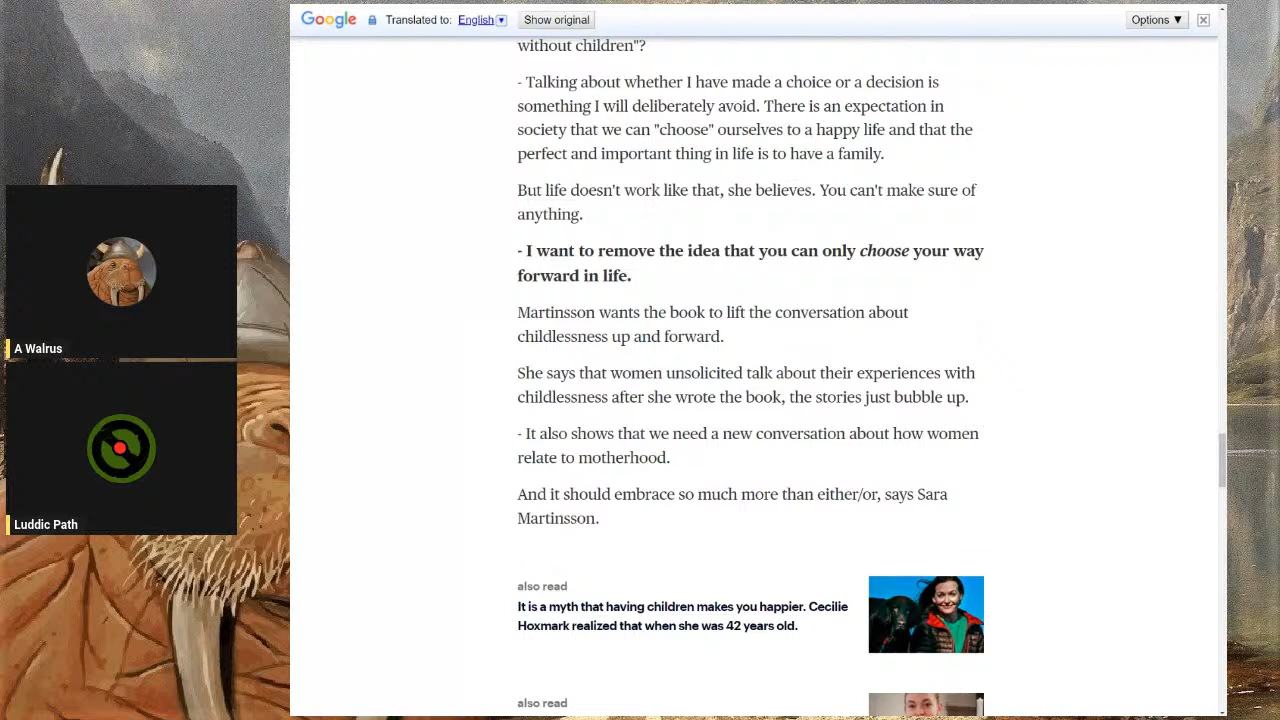 Google Translated to: English Show original Options ▼
without children"?
- Talking about whether I have made a choice or a decision is
something I will deliberately avoid. There is an expectation in
society that we can "choose" ourselves to a happy life and that the
perfect and important thing in life is to have a family.
But life doesn't work like that, she believes. You can't make sure of
anything.
- I want to remove the idea that you can only choose your way
forward in life.
Martinsson wants the book to lift the conversation about
childlessness up and forward.
She says that women unsolicited talk about their experiences with
childlessness after she wrote the book, the stories just bubble up.
- It also shows that we need a new conversation about how women
relate to motherhood.
And it should embrace so much more than either/or, says Sara
Martinsson.
also read
It is a myth that having children makes you happier. Cecilie
Hoxmark realized that when she was 42 years old.
also read
A Walrus
Luddic Path